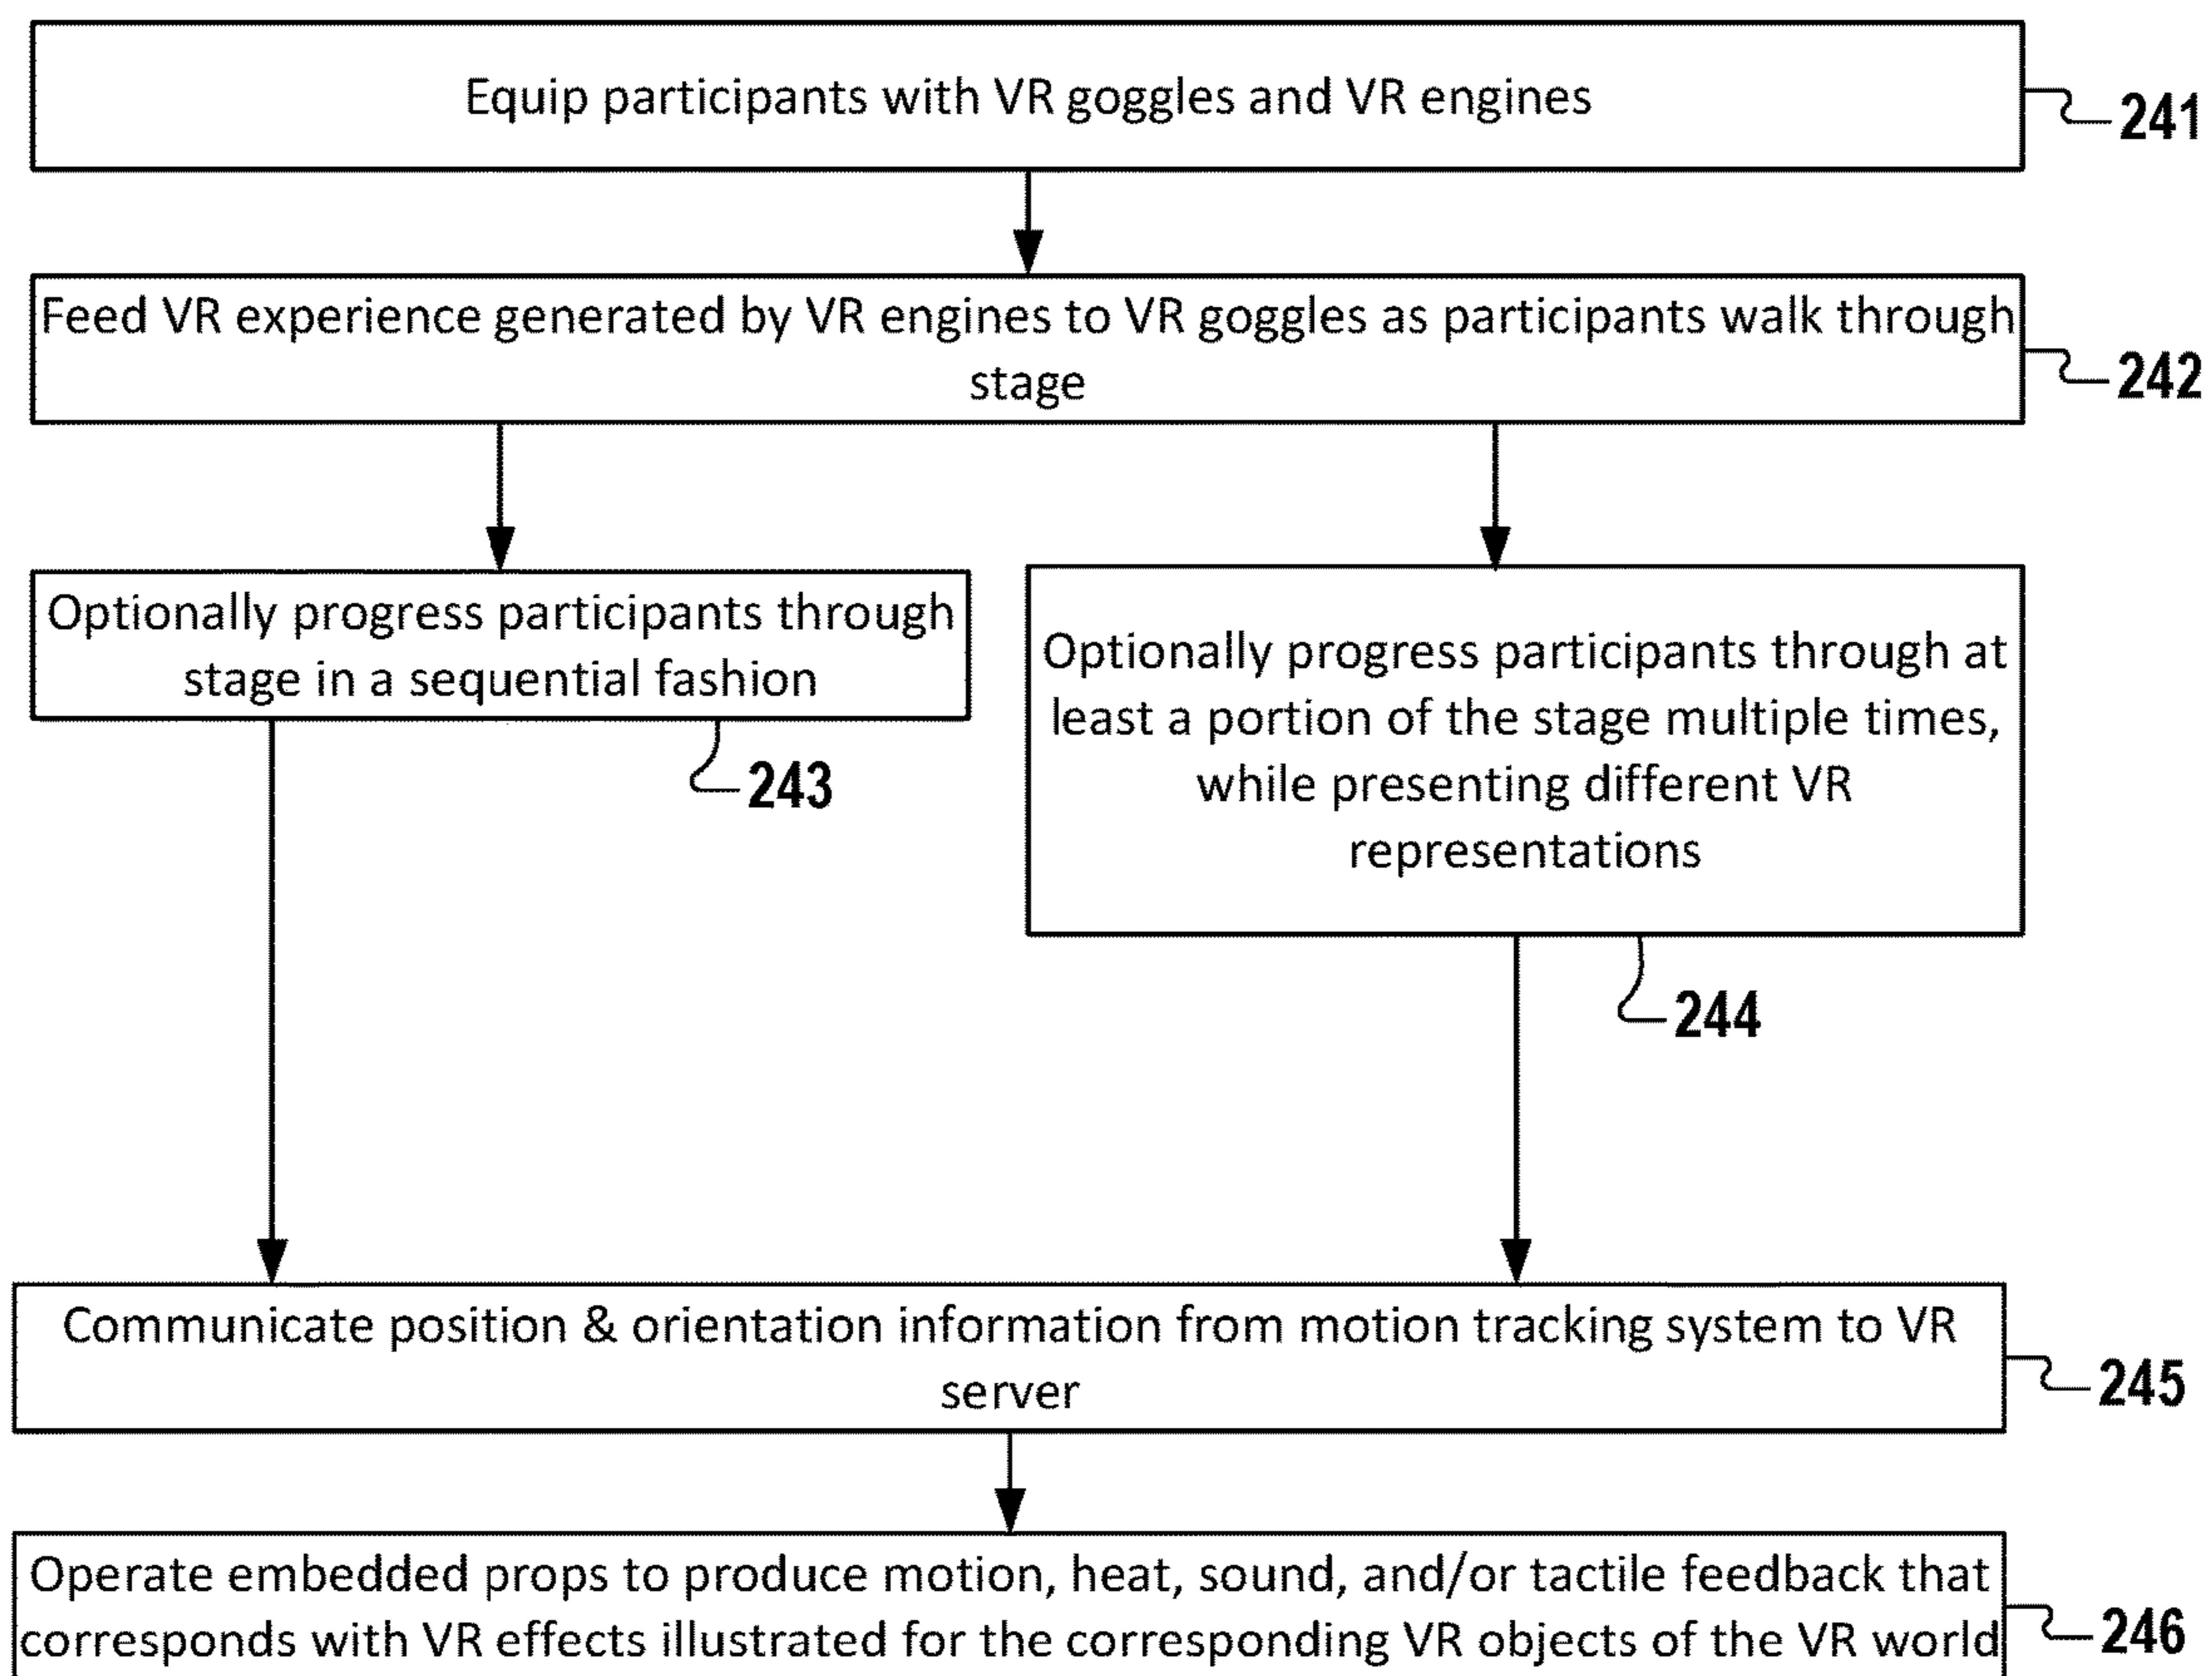 Equip participants with VR goggles and VR engines
241
Feed VR experience generated by VR engines to VR goggles as participants walk through
stage
242
Optionally progress participants through
stage in a sequential fashion
243
Optionally progress participants through at
least a portion of the stage multiple times,
while presenting different VR
representations
244
Communicate position & orientation information from motion tracking system to VR
server
245
Operate embedded props to produce motion, heat, sound, and/or tactile feedback that
corresponds with VR effects illustrated for the corresponding VR objects of the VR world
246